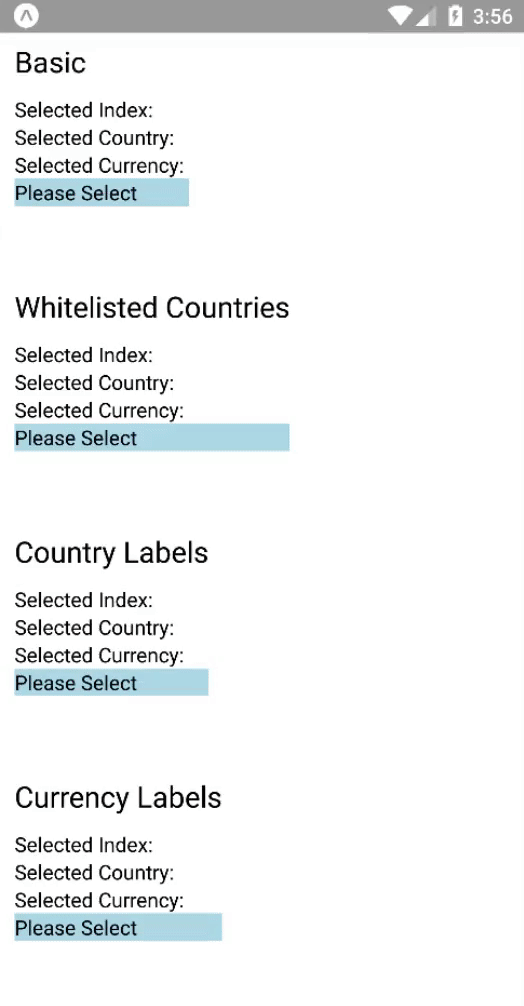 3:56
Basic
Selected Index:
Selected Country:
Selected Currency:
Please Select
Whitelisted Countries
Selected Index:
Selected Country:
Selected Currency:
Please Select
Country Labels
Selected Index:
Selected Country:
Selected Currency:
Please Select
Currency Labels
Selected Index:
Selected Country:
Selected Currency:
Please Select